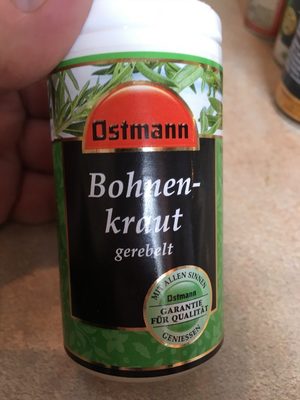 Ostmann
Bohnen-
kraut
gerebelt
MIT ALLEN SINNEN
Ostmann
GARANTIE
FÜR QUALITÄT
GENIESSEN